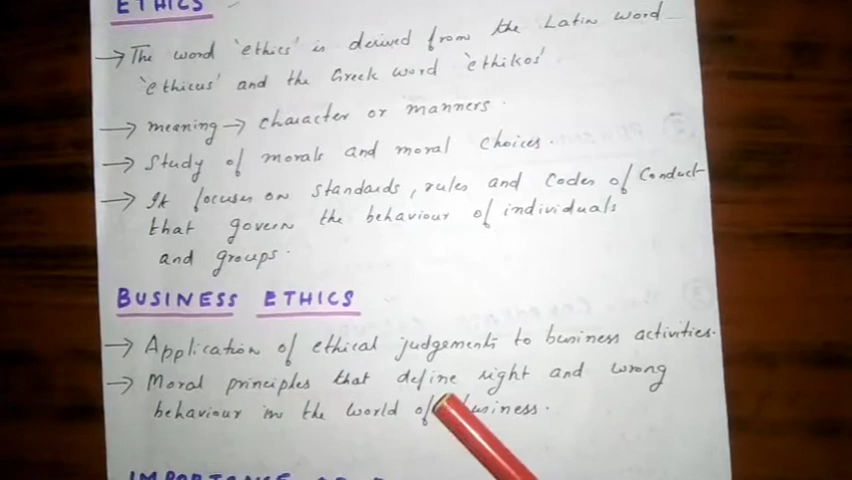 ETHICS
→ The word 'ethics' is derived from the Latin word
'ethicus' and the Greek word 'ethikos'
→ meaning → character or manners.
→ Study of morals and moral choices.
→ It focuses on standards, rules and codes of conduct
that govern the behaviour of individuals
and groups.
BUSINESS ETHICS
→ Application of ethical judgements to business activities.
→ Moral principles that define right and wrong
behaviour in the world of business.
IMPORTANCE OF